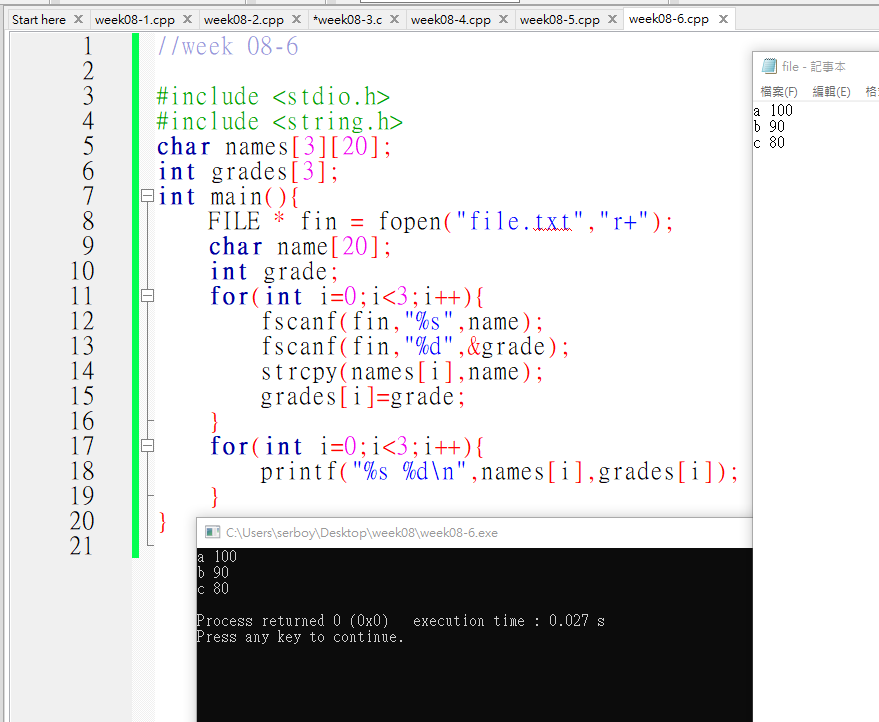 Start here week08-1.cpp week08-2.cpp *week08-3.c week08-4.cpp week08-5.cpp week08-6.cpp
1 //week 08-6
2
3 #include <stdio.h>
4 #include <string.h>
5 char names[3][20];
6 int grades[3];
7 int main(){
8 FILE * fin = fopen("file.txt","r+");
9 char name[20];
10 int grade;
11 for(int i=0;i<3;i++){
12 fscanf(fin,"%s",name);
13 fscanf(fin,"%d",&grade);
14 strcpy(names[i],name);
15 grades[i]=grade;
16 }
17 for(int i=0;i<3;i++){
18 printf("%s %d\n",names[i],grades[i]);
19 }
20 }
21
file - 記事本
檔案(F) 編輯(E) 格
a 100
b 90
c 80
C:\Users\serboy\Desktop\week08\week08-6.exe
a 100
b 90
c 80
Process returned 0 (0x0) execution time : 0.027 s
Press any key to continue.